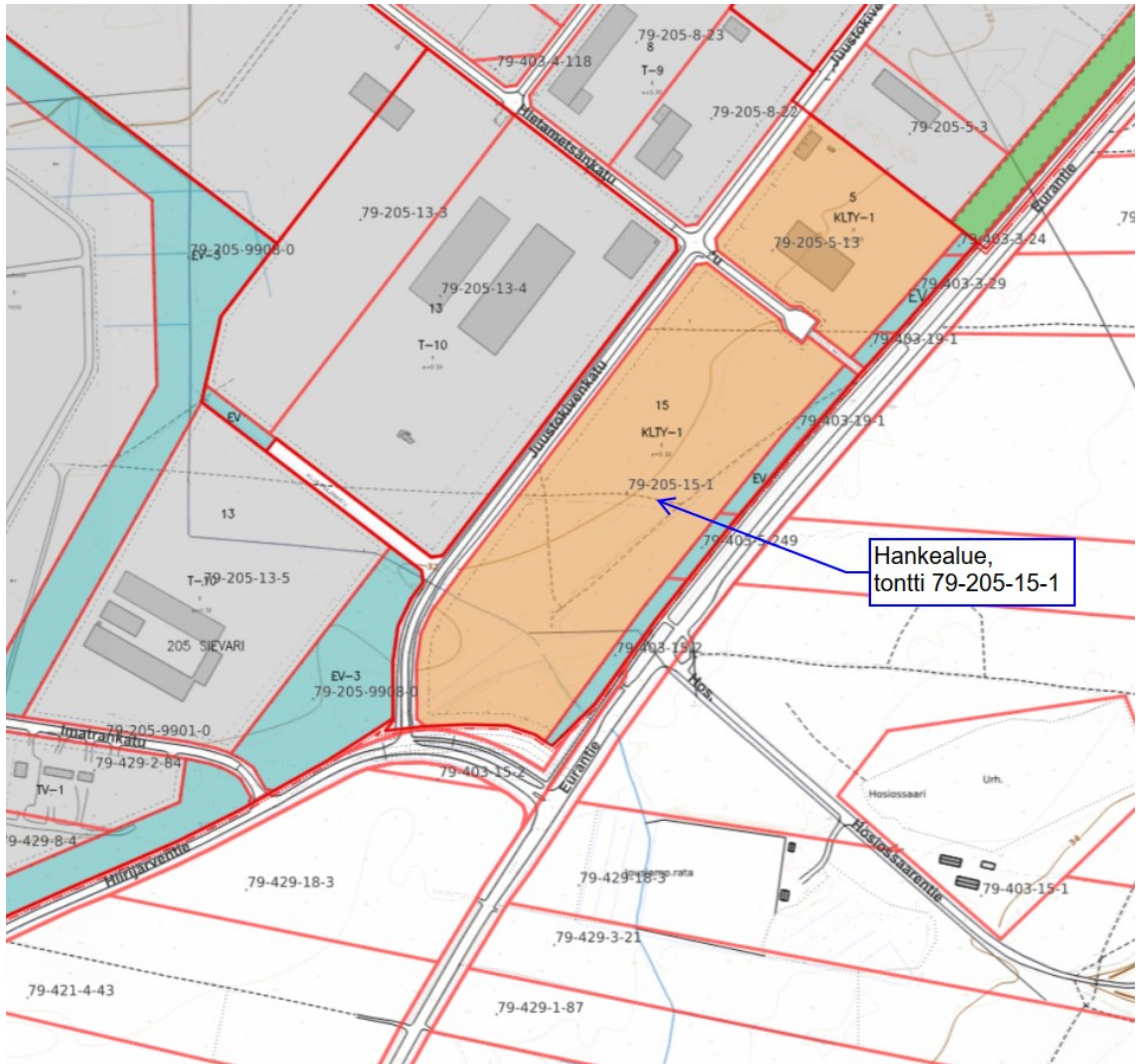 Juustokive
79-205-8-23
8
79-403-4-118
T-9
Hietametsänkatu
79-205-8-22
79-205-5-3
Eurantie
79-205-13-3
5
KLTY-1
79-205-5-13
79-403-3-24
79-205-9908-0
EV-3
79-403-3-29
EV
79-205-13-4
13
79-403-19-1
T-10
Juustokivenkatu
15
KLTY-1
79-403-19-1
EV
79-205-15-1
EV
13
79-403-5-249
Hankealue,
tontti 79-205-15-1
32
T-10
79-205-13-5
205 SIEVARI
79-403-15-2
EV-3
79-205-9908-0
Hos.
79-205-9901-0
Imatrankatu
79-429-2-84
79-403-15-2
Eurantie
Urh.
Hosiossaari
TV-1
79-429-8-4
Hiirijärventie
Hosiossaarentie
34
79-429-18-3
79-429-18-3
79-403-15-1
79-429-3-21
79-421-4-43
79-429-1-87